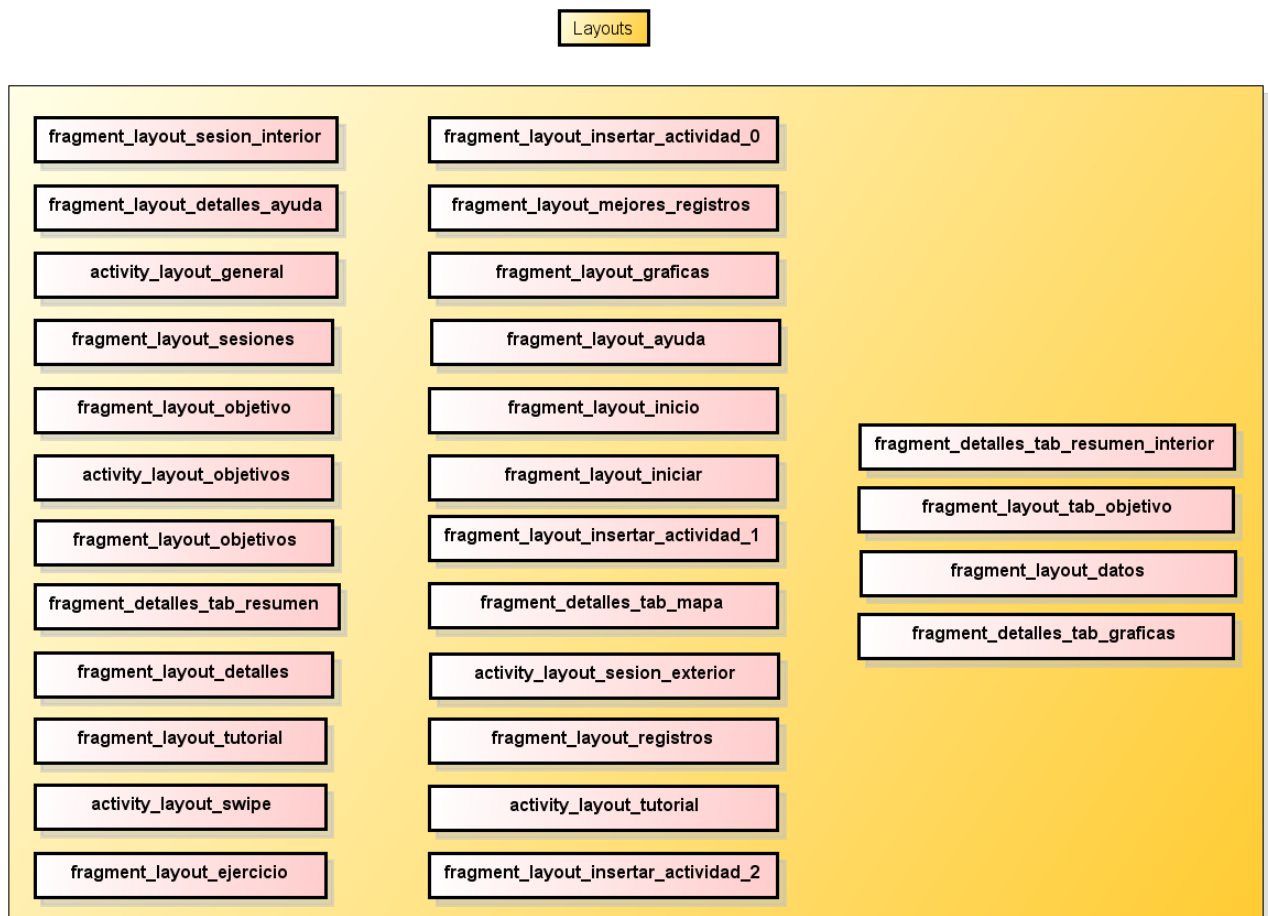 Layouts
fragment_layout_sesion_interior
fragment_layout_detalles_ayuda
activity_layout_general
fragment_layout_sesiones
fragment_layout_objetivo
activity_layout_objetivos
fragment_layout_objetivos
fragment_detalles_tab_resumen
fragment_layout_detalles
fragment_layout_tutorial
activity_layout_swipe
fragment_layout_ejercicio
fragment_layout_insertar_actividad_0
fragment_layout_mejores_registros
fragment_layout_graficas
fragment_layout_ayuda
fragment_layout_inicio
fragment_layout_iniciar
fragment_layout_insertar_actividad_1
fragment_detalles_tab_mapa
activity_layout_sesion_exterior
fragment_layout_registros
activity_layout_tutorial
fragment_layout_insertar_actividad_2
fragment_detalles_tab_resumen_interior
fragment_layout_tab_objetivo
fragment_layout_datos
fragment_detalles_tab_graficas